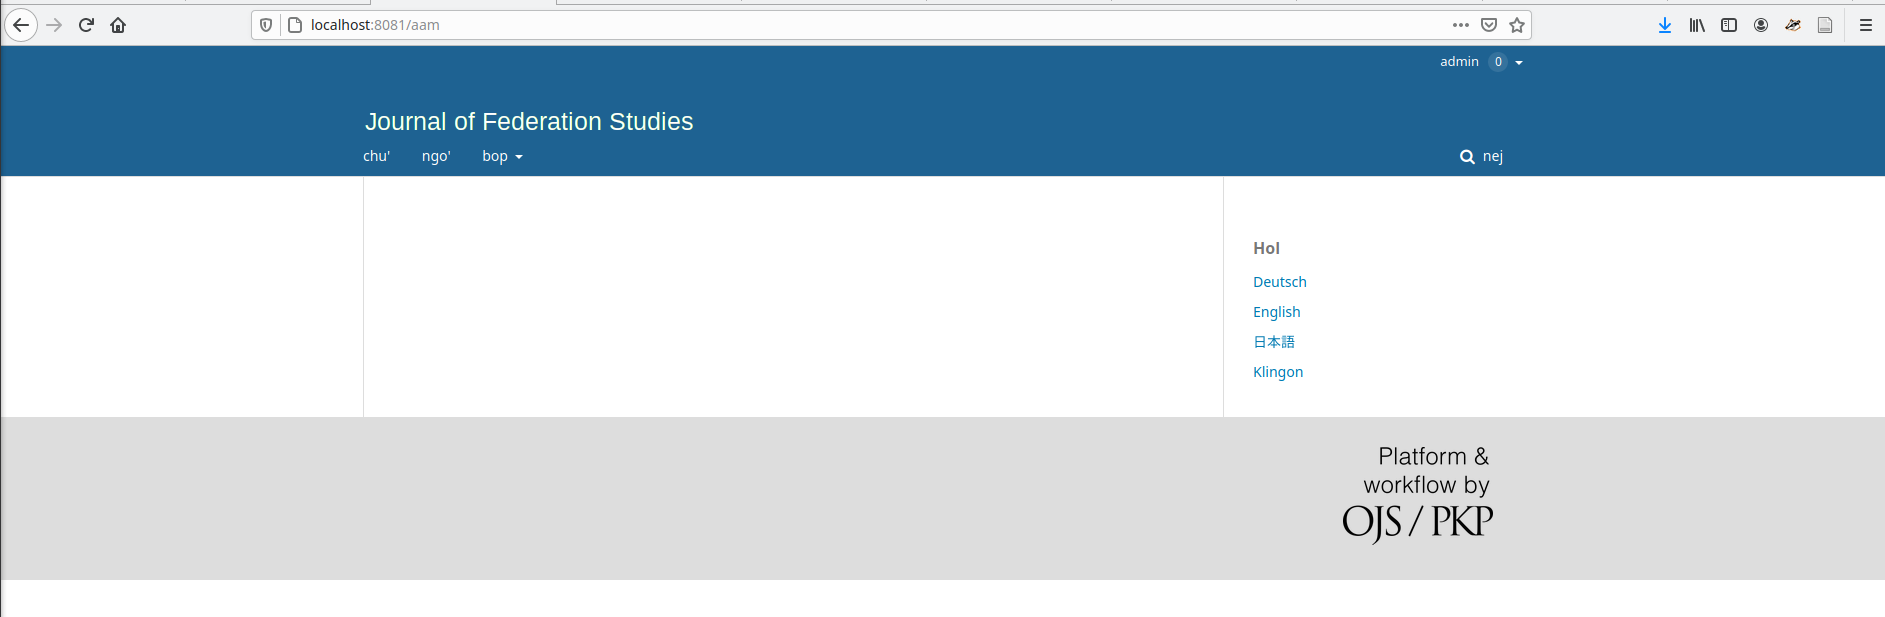 localhost:8081/aam
admin 0
Journal of Federation Studies
chu' ngo' bop nej
Hol
Deutsch
English
日本語
Klingon
Platform &
workflow by
OJS / PKP